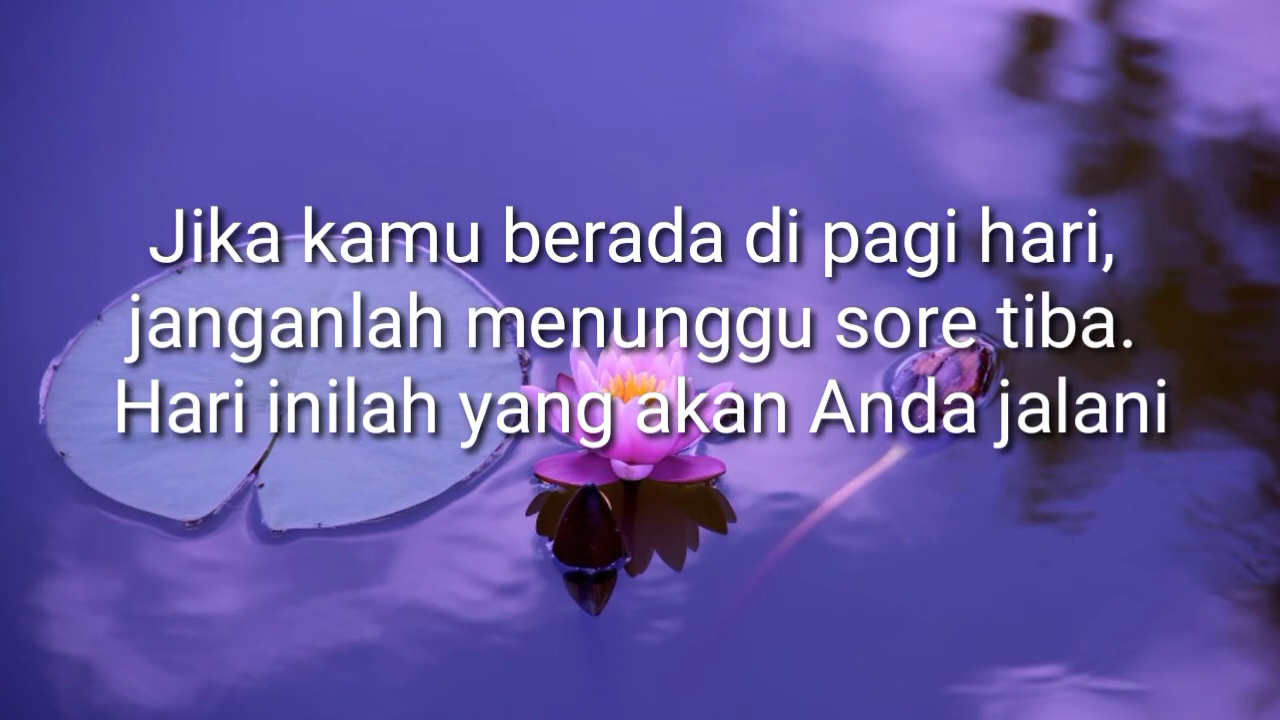 Jika kamu berada di pagi hari,
janganlah menunggu sore tiba.
Hari inilah yang akan Anda jalani